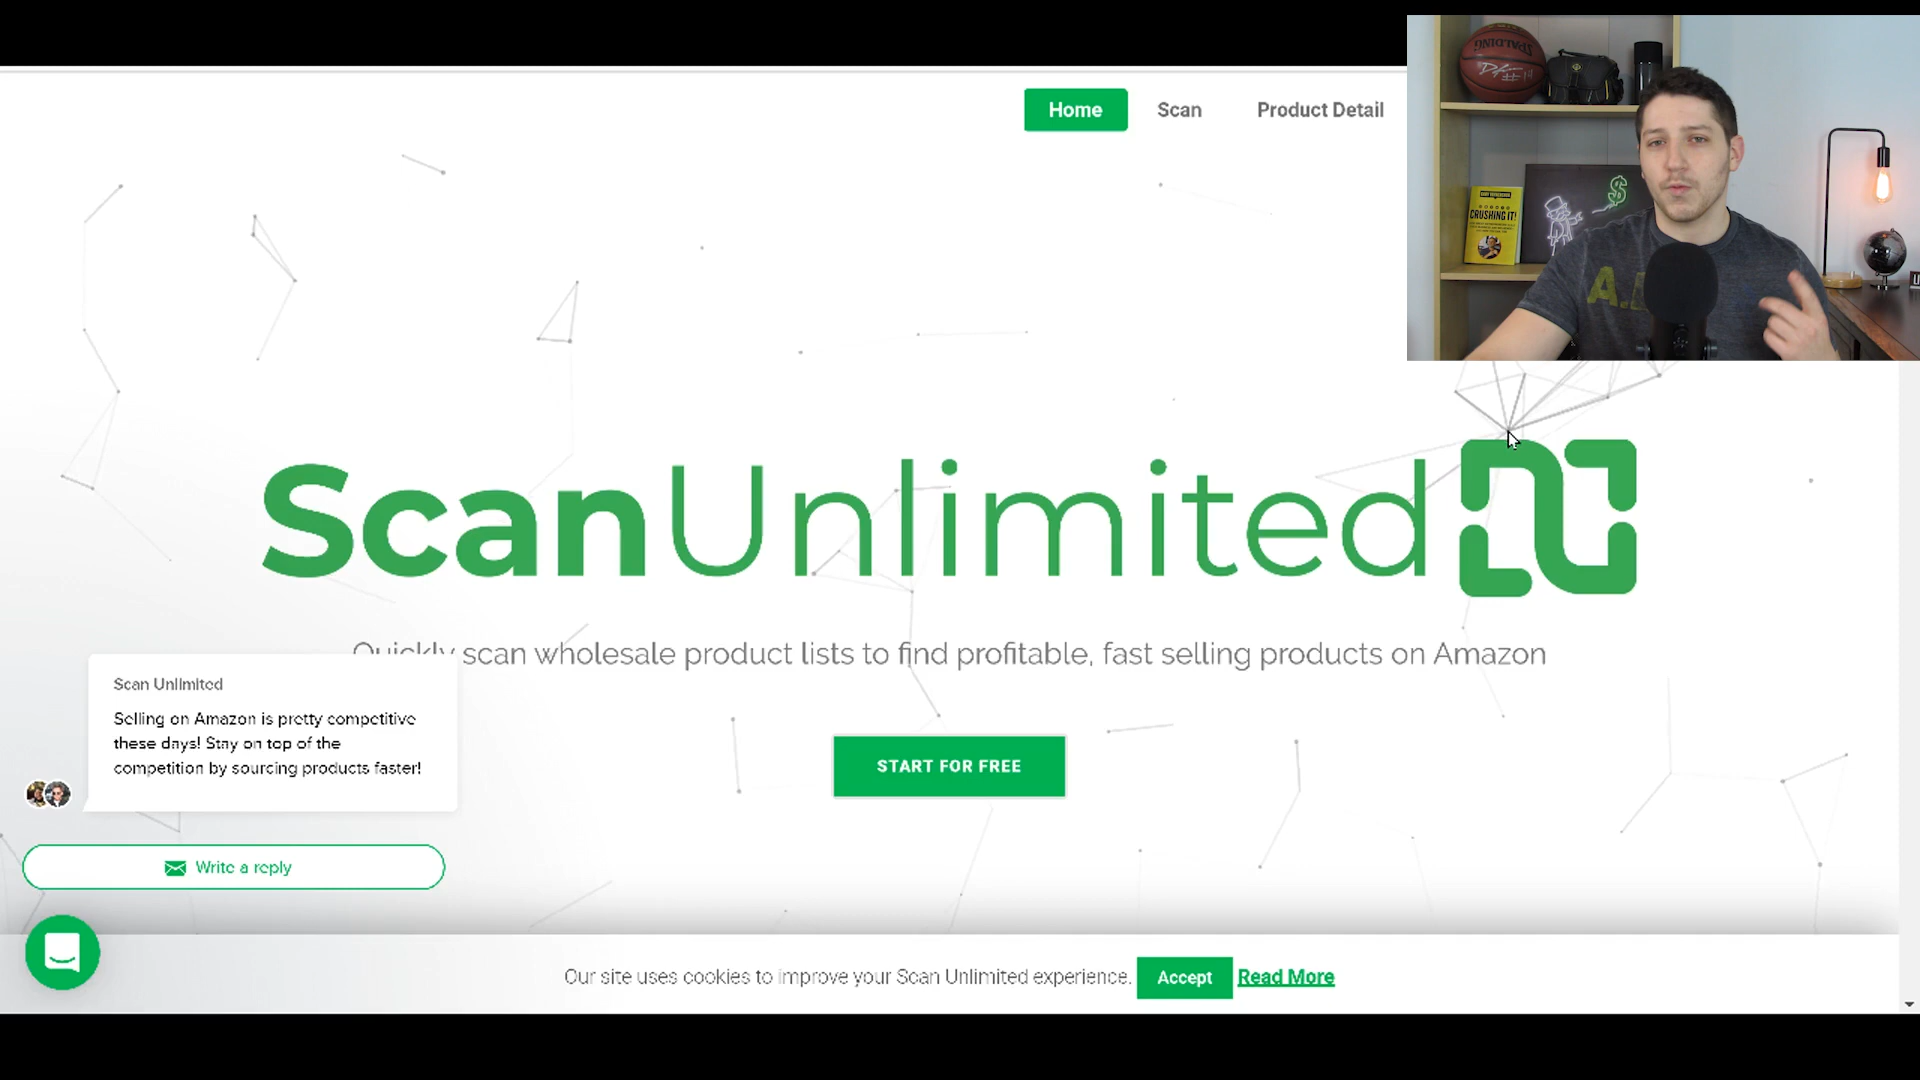 Home Scan Product Detail
SPALDING
#14
CRUSHING IT!
$
A.
ScanUnlimited
Quickly scan wholesale product lists to find profitable, fast selling products on Amazon
Scan Unlimited
Selling on Amazon is pretty competitive
these days! Stay on top of the
competition by sourcing products faster!
START FOR FREE
Write a reply
Our site uses cookies to improve your Scan Unlimited experience. Accept Read More